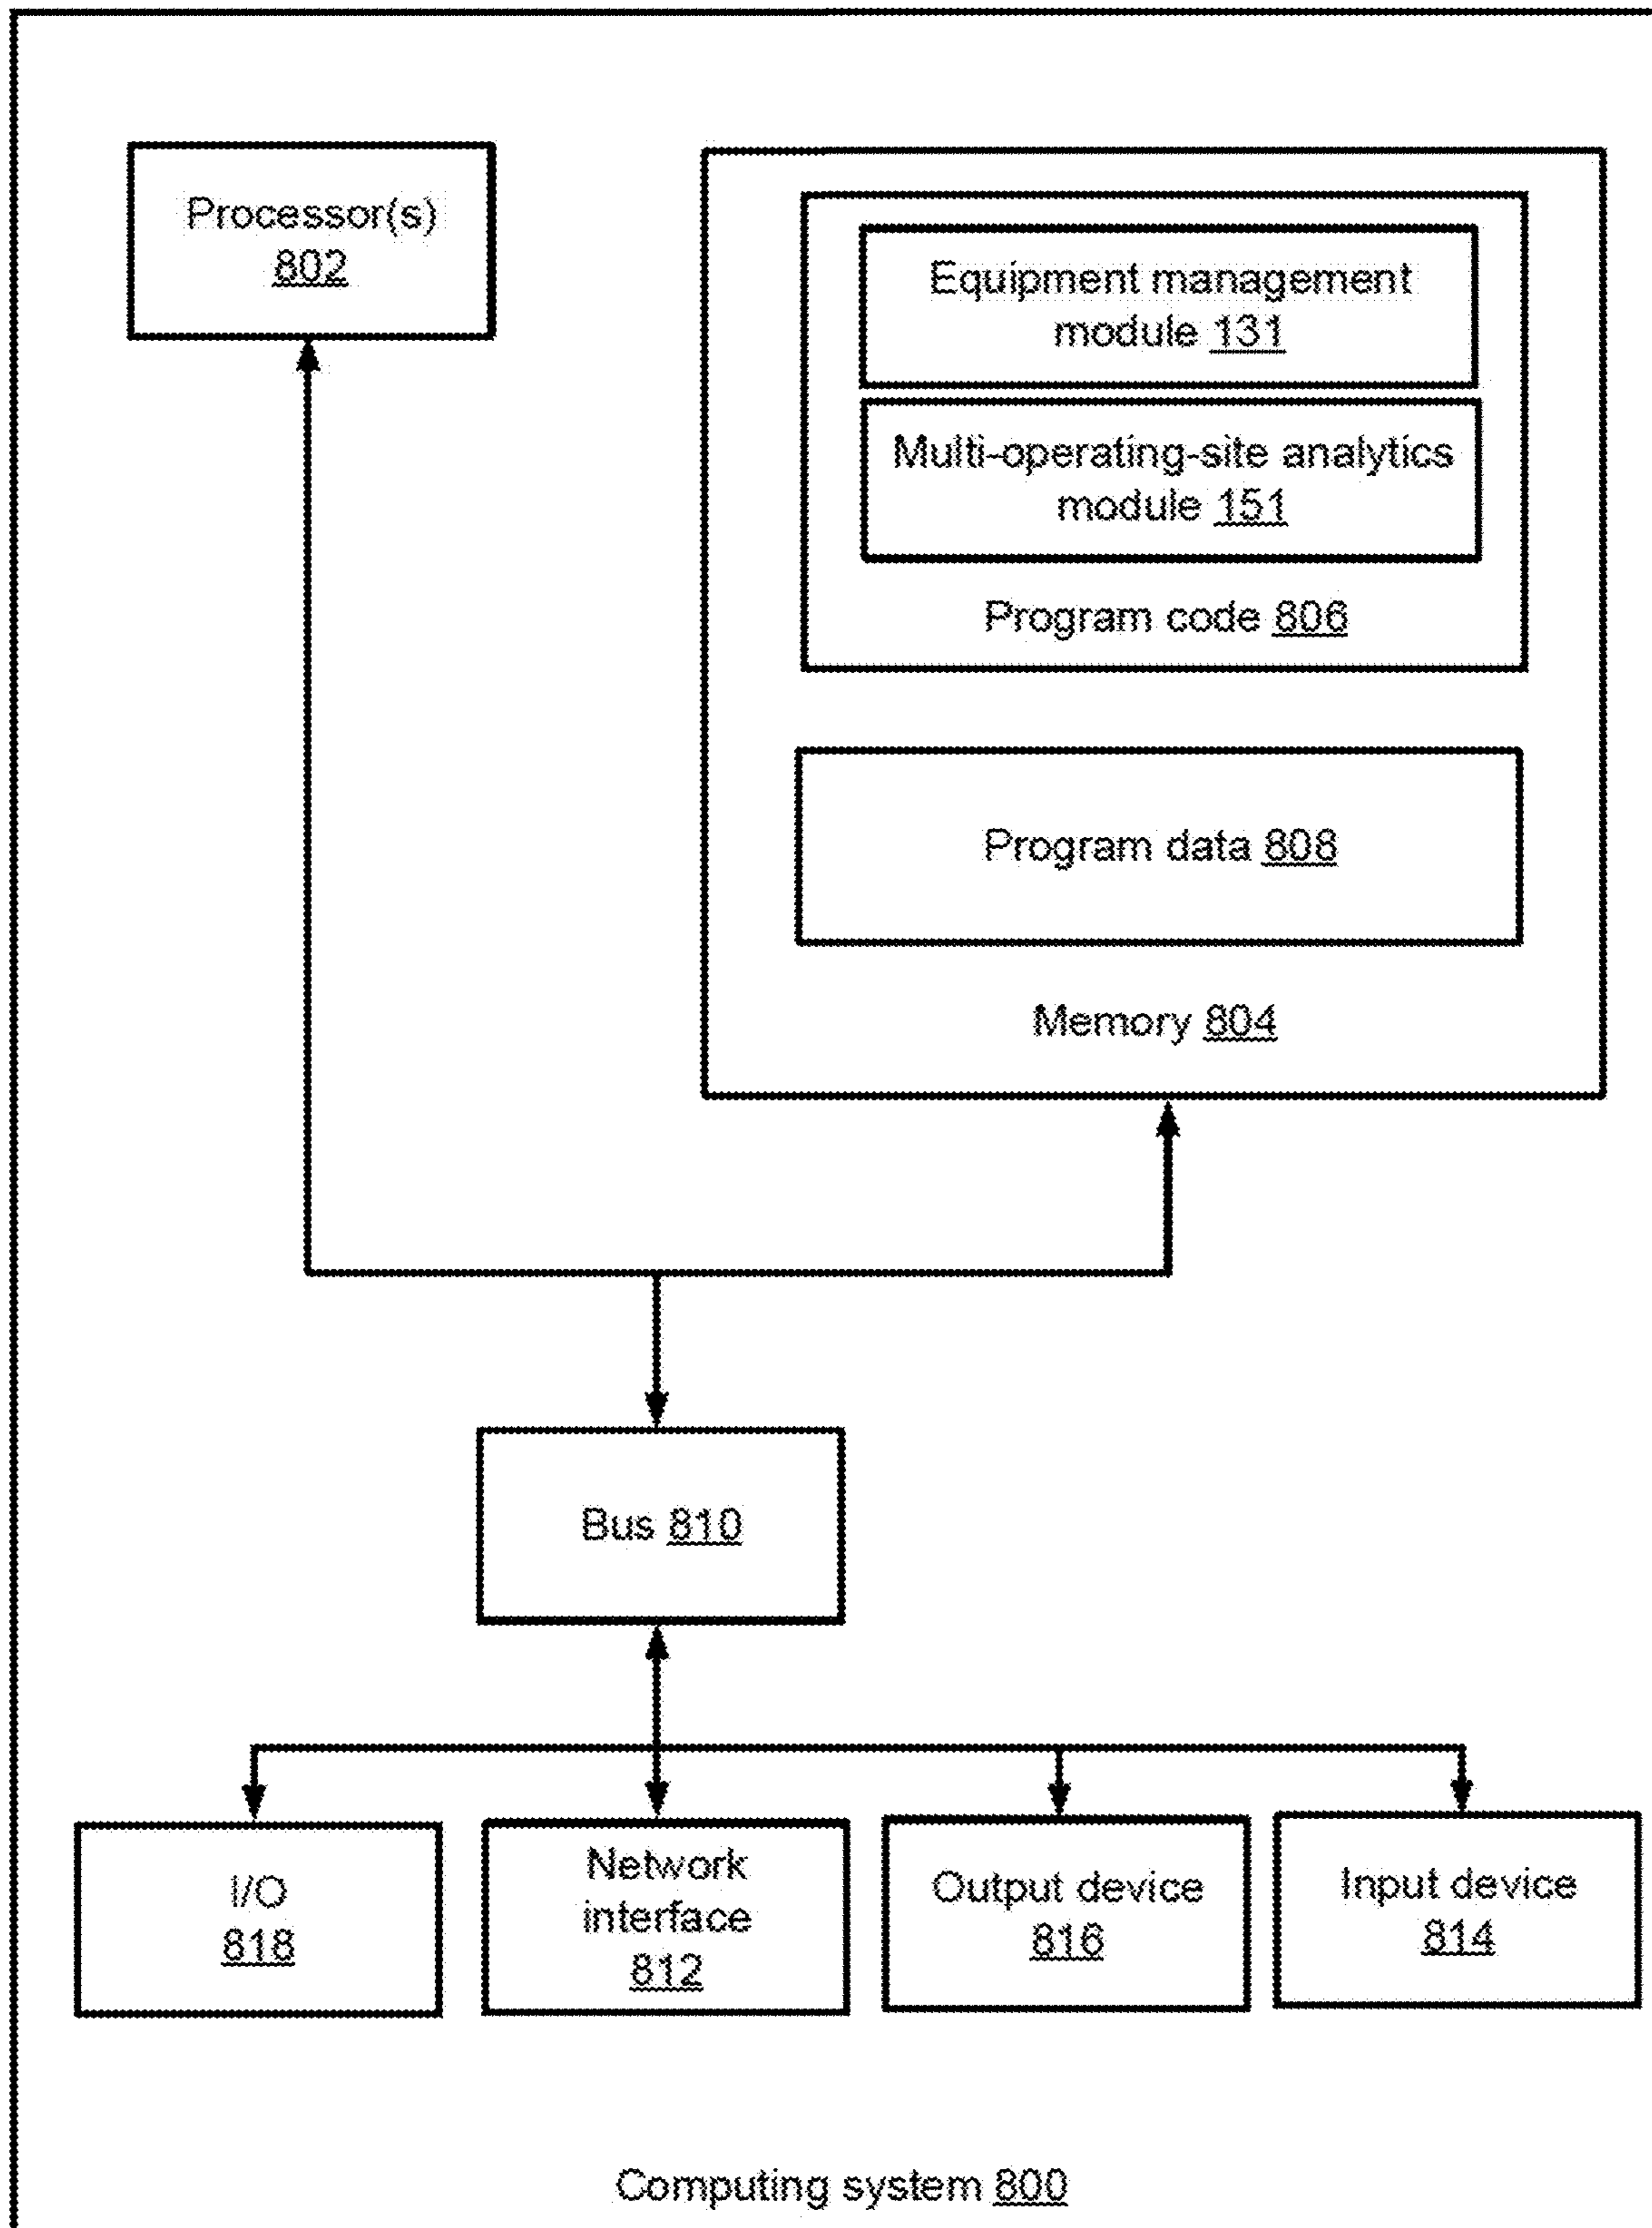 Processor(s)
802
Equipment management
module 131
Multi-operating-site analytics
module 151
Program code 806
Program data 808
Memory 804
Bus 810
I/O
818
Network
interface
812
Output device
816
Input device
814
Computing system 800